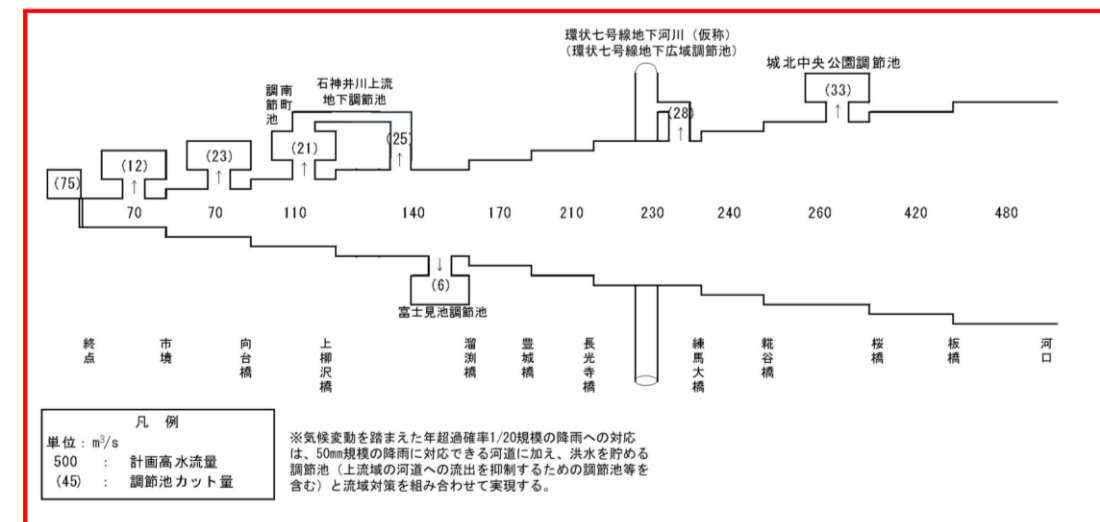 環状七号線地下河川（仮称）
（環状七号線地下広域調節池）
城北中央公園調節池
石神井川上流
地下調節池
南町
調節池
(75)
(12)
↑
(23)
↑
(21)
↑
(25)
↑
(28)
↑
(33)
↑
70
70
110
140
170
210
230
240
260
420
480
↓
(6)
富士見池調節池
終点
市境
向台橋
上柳沢橋
溜渕橋
豊城橋
長光寺橋
練馬大橋
糀谷橋
桜橋
板橋
河口
凡 例
単位：m³/s
500 ： 計画高水流量
(45) ： 調節池カット量
※気候変動を踏まえた年超過確率1/20規模の降雨への対応
は、50mm規模の降雨に対応できる河道に加え、洪水を貯める
調節池（上流域の河道への流出を抑制するための調節池等を
含む）と流域対策を組み合わせて実現する。